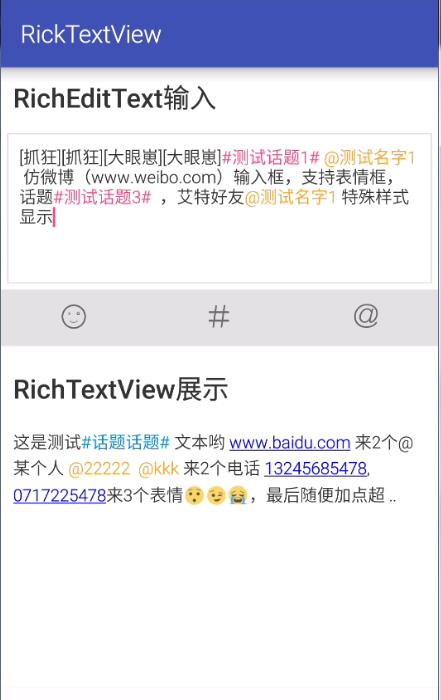 RickTextView
RichEditText输入
[抓狂][抓狂][大眼崽][大眼崽]#测试话题1# @测试名字1
仿微博（www.weibo.com）输入框，支持表情框，
话题#测试话题3# ，艾特好友@测试名字1 特殊样式
显示
# @
RichTextView展示
这是测试#话题话题# 文本哟 www.baidu.com 来2个@
某个人 @22222 @kkk 来2个电话 13245685478,
0717225478来3个表情😯😉😭，最后随便加点超 ..